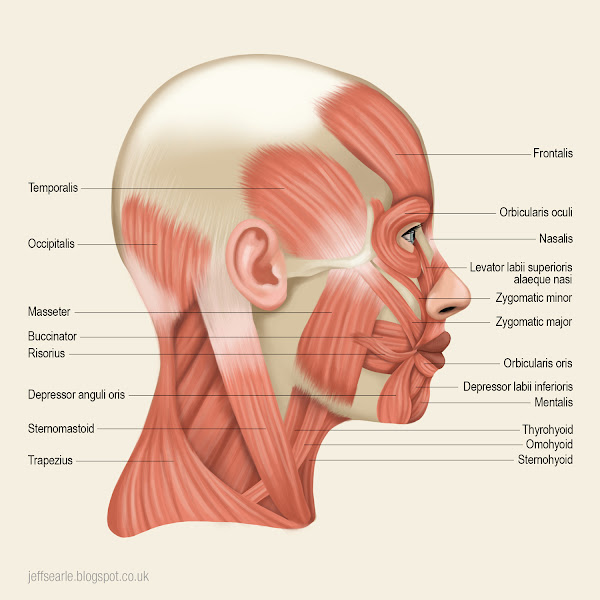 Temporalis
Occipitalis
Masseter
Buccinator
Risorius
Depressor anguli oris
Sternomastoid
Trapezius
Frontalis
Orbicularis oculi
Nasalis
Levator labii superioris
alaeque nasi
Zygomatic minor
Zygomatic major
Orbicularis oris
Depressor labii inferioris
Mentalis
Thyrohyoid
Omohyoid
Sternohyoid
jeffsearle.blogspot.co.uk